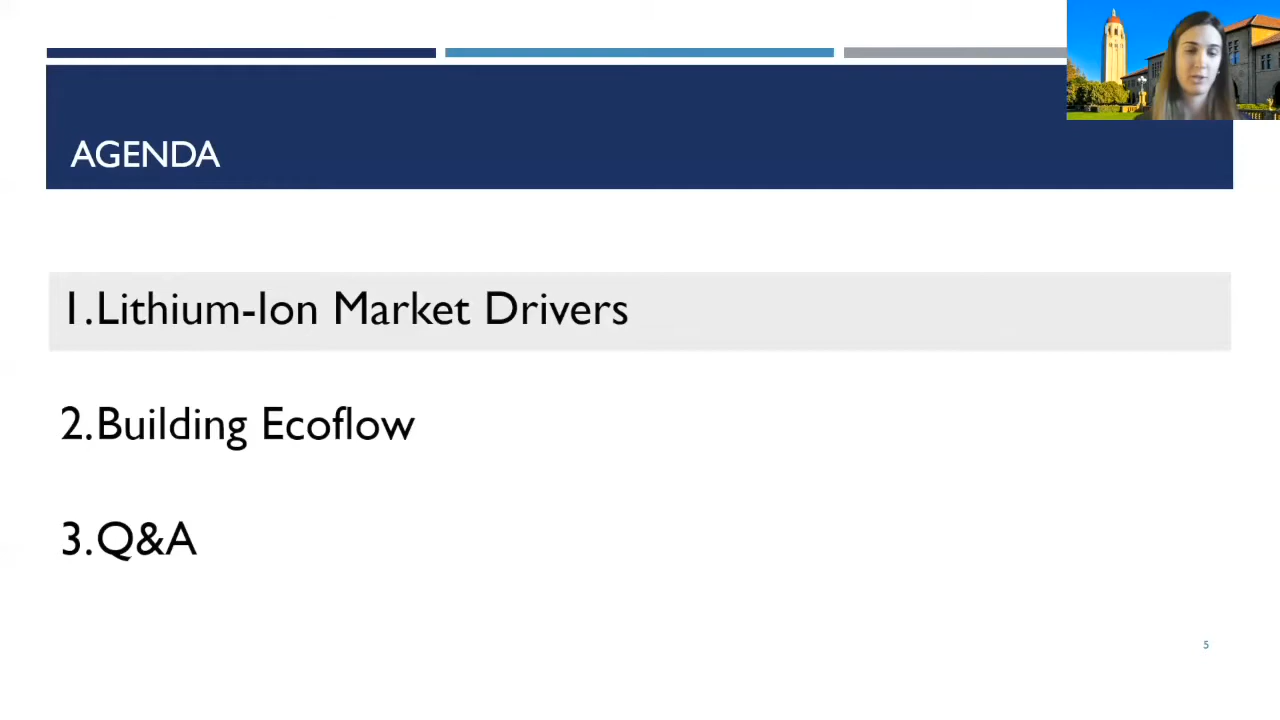 AGENDA
1.Lithium-Ion Market Drivers
2.Building Ecoflow
3.Q&A
5